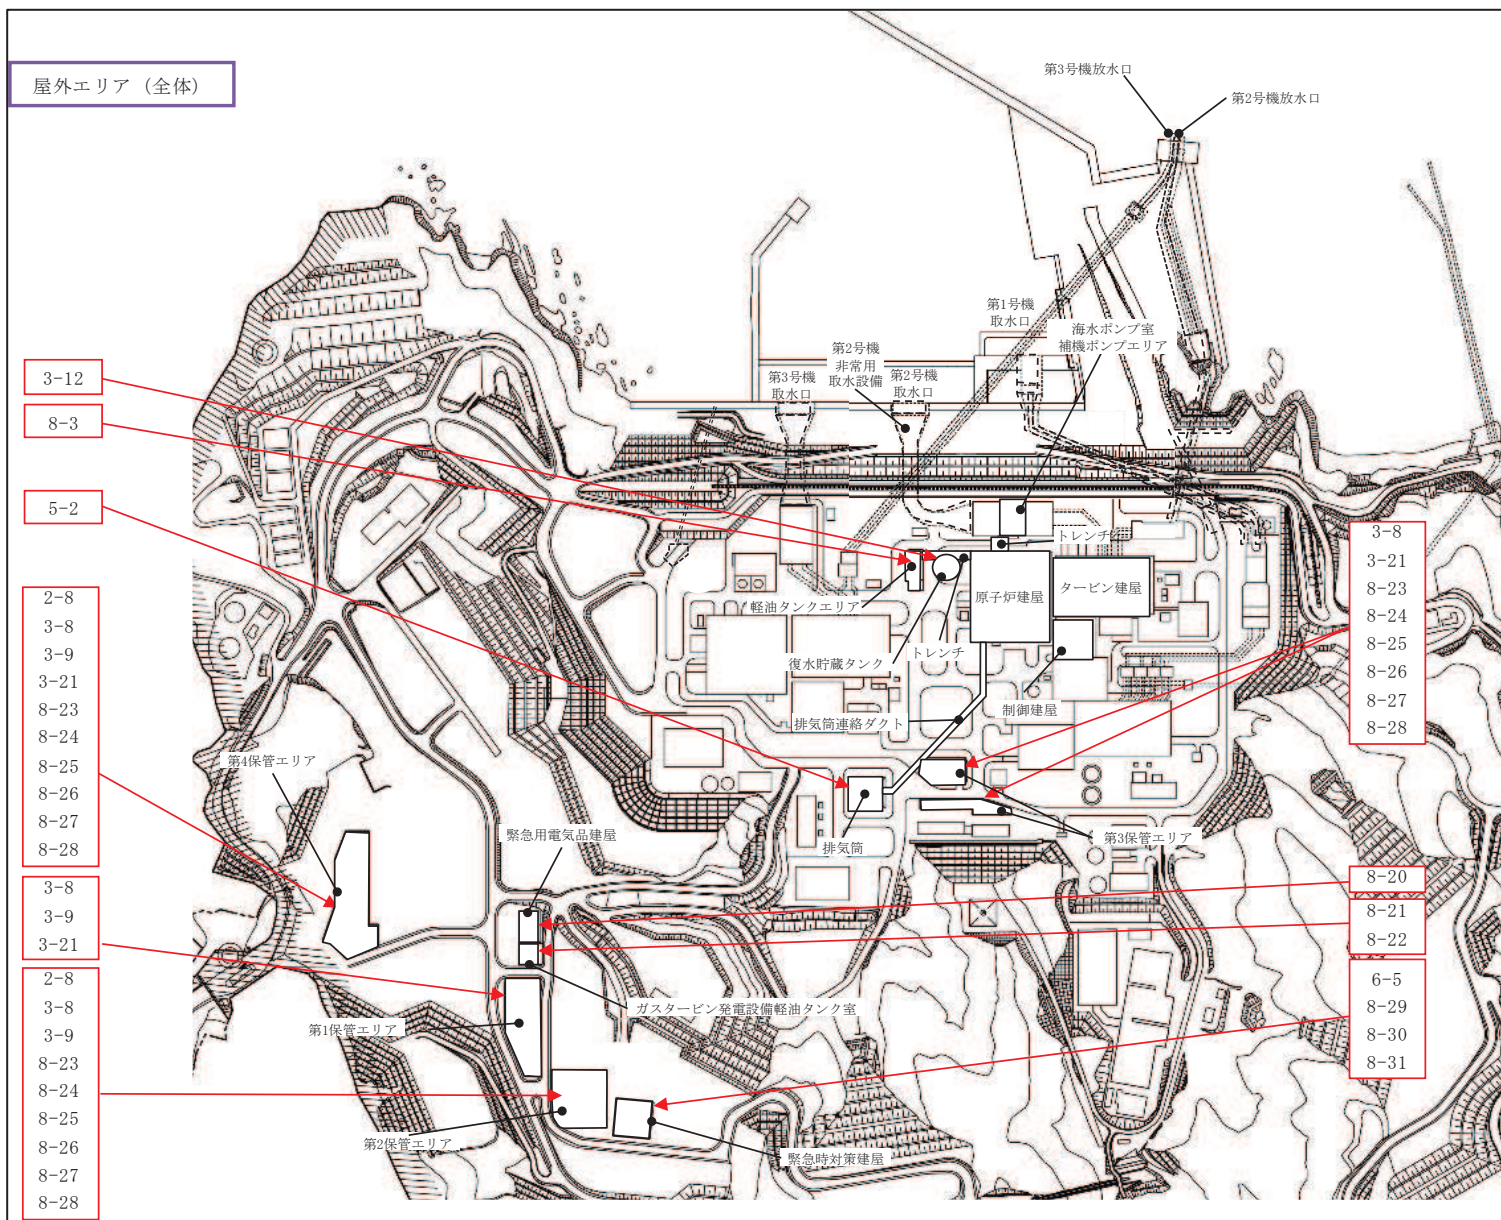 屋外エリア（全体）
第3号機放水口
第2号機放水口
第1号機
取水口
海水ポンプ室
補機ポンプエリア
第2号機
非常用
取水設備
第3号機
取水口
第2号機
取水口
3-12
8-3
5-2
2-8
3-8
3-9
3-21
8-23
8-24
8-25
8-26
8-27
8-28
3-8
3-9
3-21
2-8
3-8
3-9
8-23
8-24
8-25
8-26
8-27
8-28
トレンチ
原子炉建屋
タービン建屋
軽油タンクエリア
復水貯蔵タンク
トレンチ
制御建屋
排気筒連絡ダクト
第4保管エリア
緊急用電気品建屋
排気筒
第3保管エリア
ガスタービン発電設備軽油タンク室
第1保管エリア
第2保管エリア
緊急時対策建屋
3-8
3-21
8-23
8-24
8-25
8-26
8-27
8-28
8-20
8-21
8-22
6-5
8-29
8-30
8-31